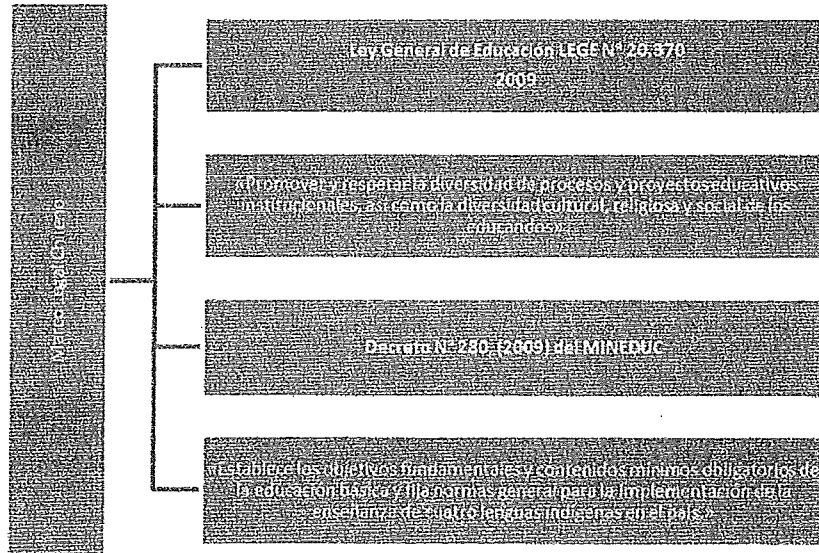 Marco Legal Chileno
Ley General de Educación LEGE N° 20.370
2009
«Promover y respetar la diversidad de procesos y proyectos educativos
institucionales, así como la diversidad cultural, religiosa y social de los
educandos».
Decreto N° 280 (2009) del MINEDUC
«Establece los objetivos fundamentales y contenidos mínimos obligatorios de
la educación básica y fija normas general para la implementación de la
enseñanza de cuatro lenguas indígenas en el país.»